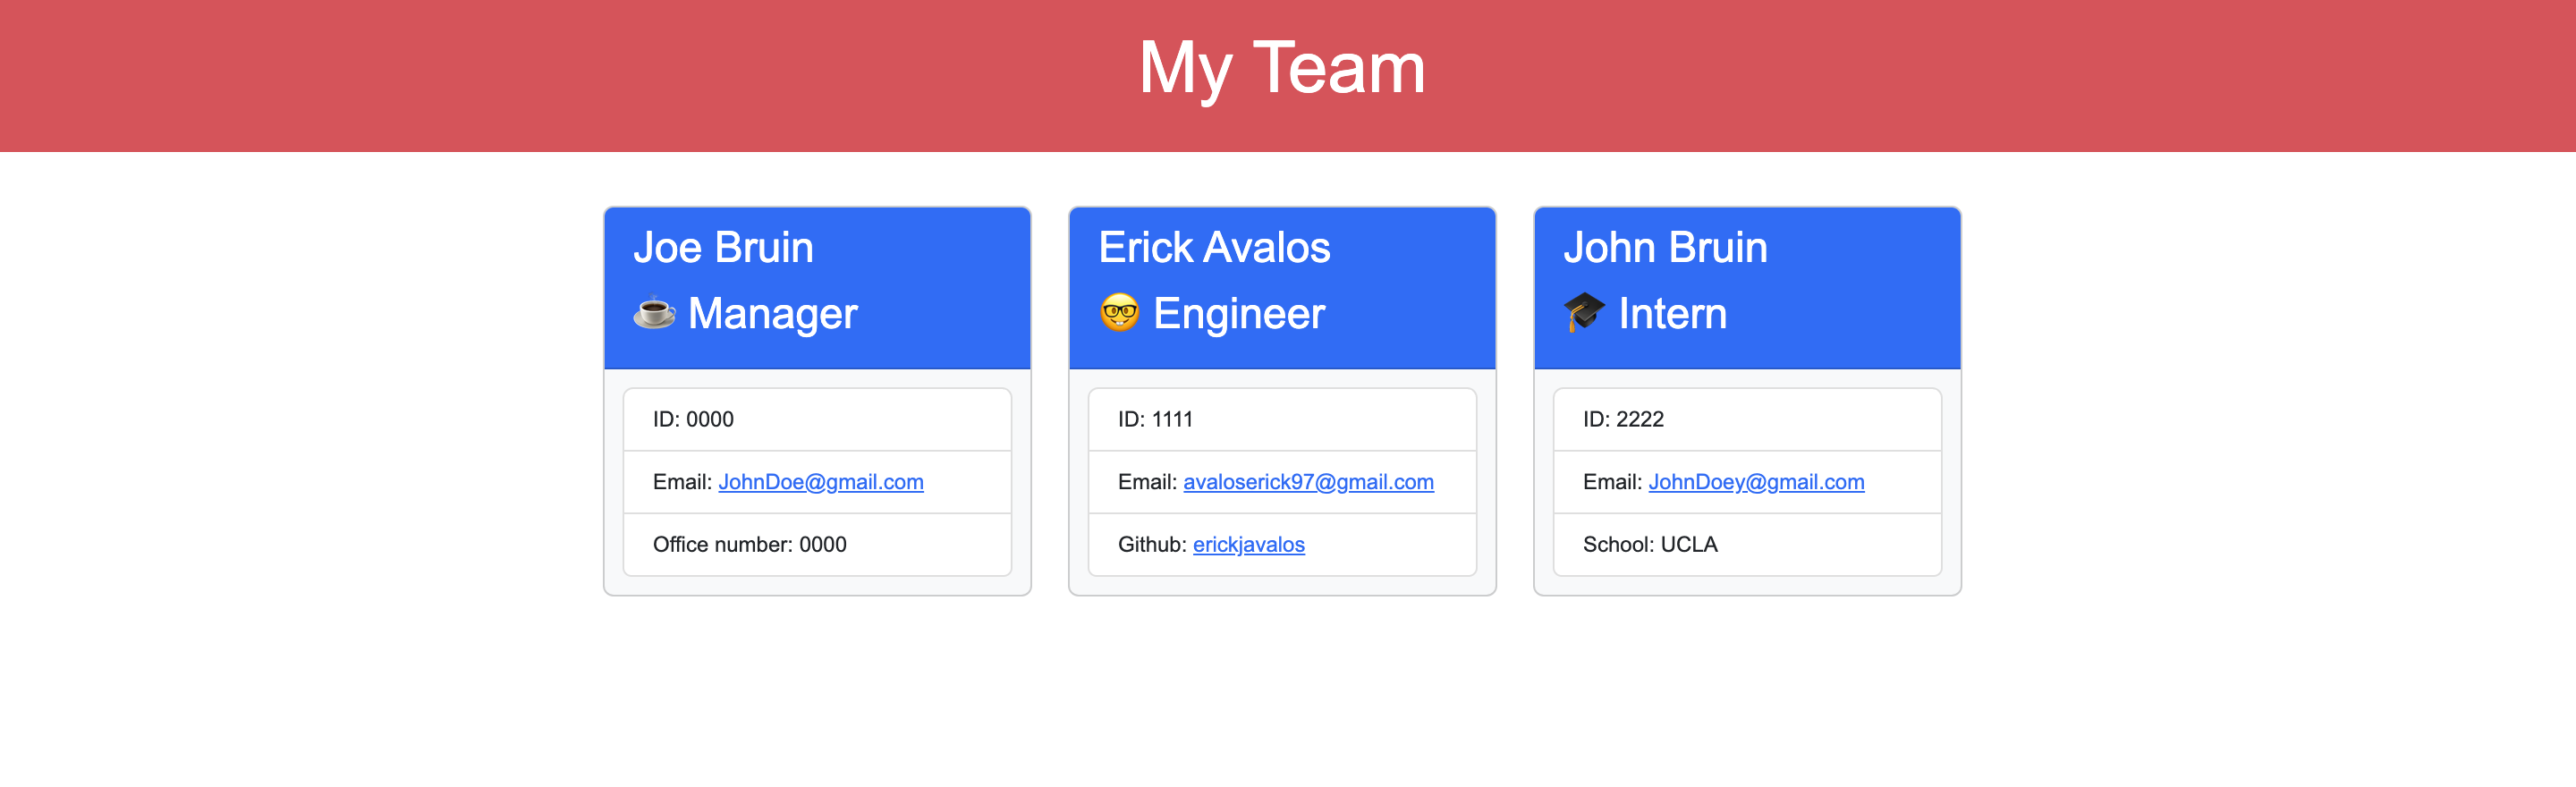 My Team
Joe Bruin
☕ Manager
ID: 0000
Email: JohnDoe@gmail.com
Office number: 0000
Erick Avalos
🤓 Engineer
ID: 1111
Email: avaloserick97@gmail.com
Github: erickjavalos
John Bruin
🎓 Intern
ID: 2222
Email: JohnDoey@gmail.com
School: UCLA